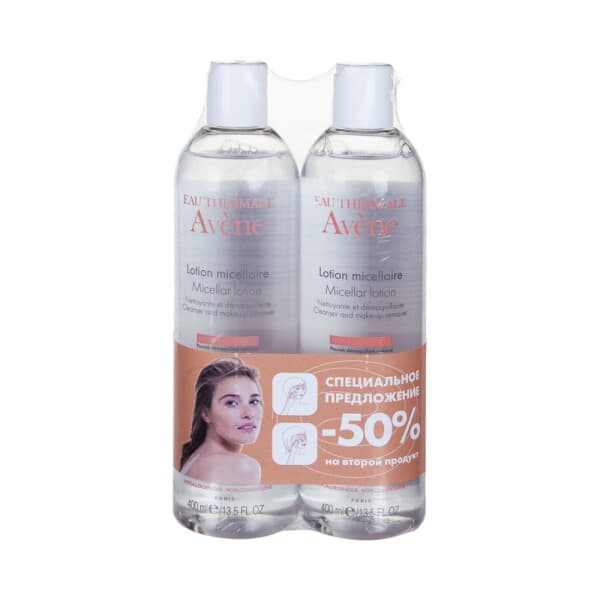 EAU THERMALE
Avène
Lotion micellaire
Micellar lotion
Nettoyante et démaquillante
Cleanser and make-up remover
400 ml ℮/13.5 FL.OZ
EAU THERMALE
Avène
Lotion micellaire
Micellar lotion
Nettoyante et démaquillante
Cleanser and make-up remover
PARIS
400 ml ℮/13.5 FL.OZ
СПЕЦИАЛЬНОЕ
ПРЕДЛОЖЕНИЕ
-50%
на второй продукт
PARIS